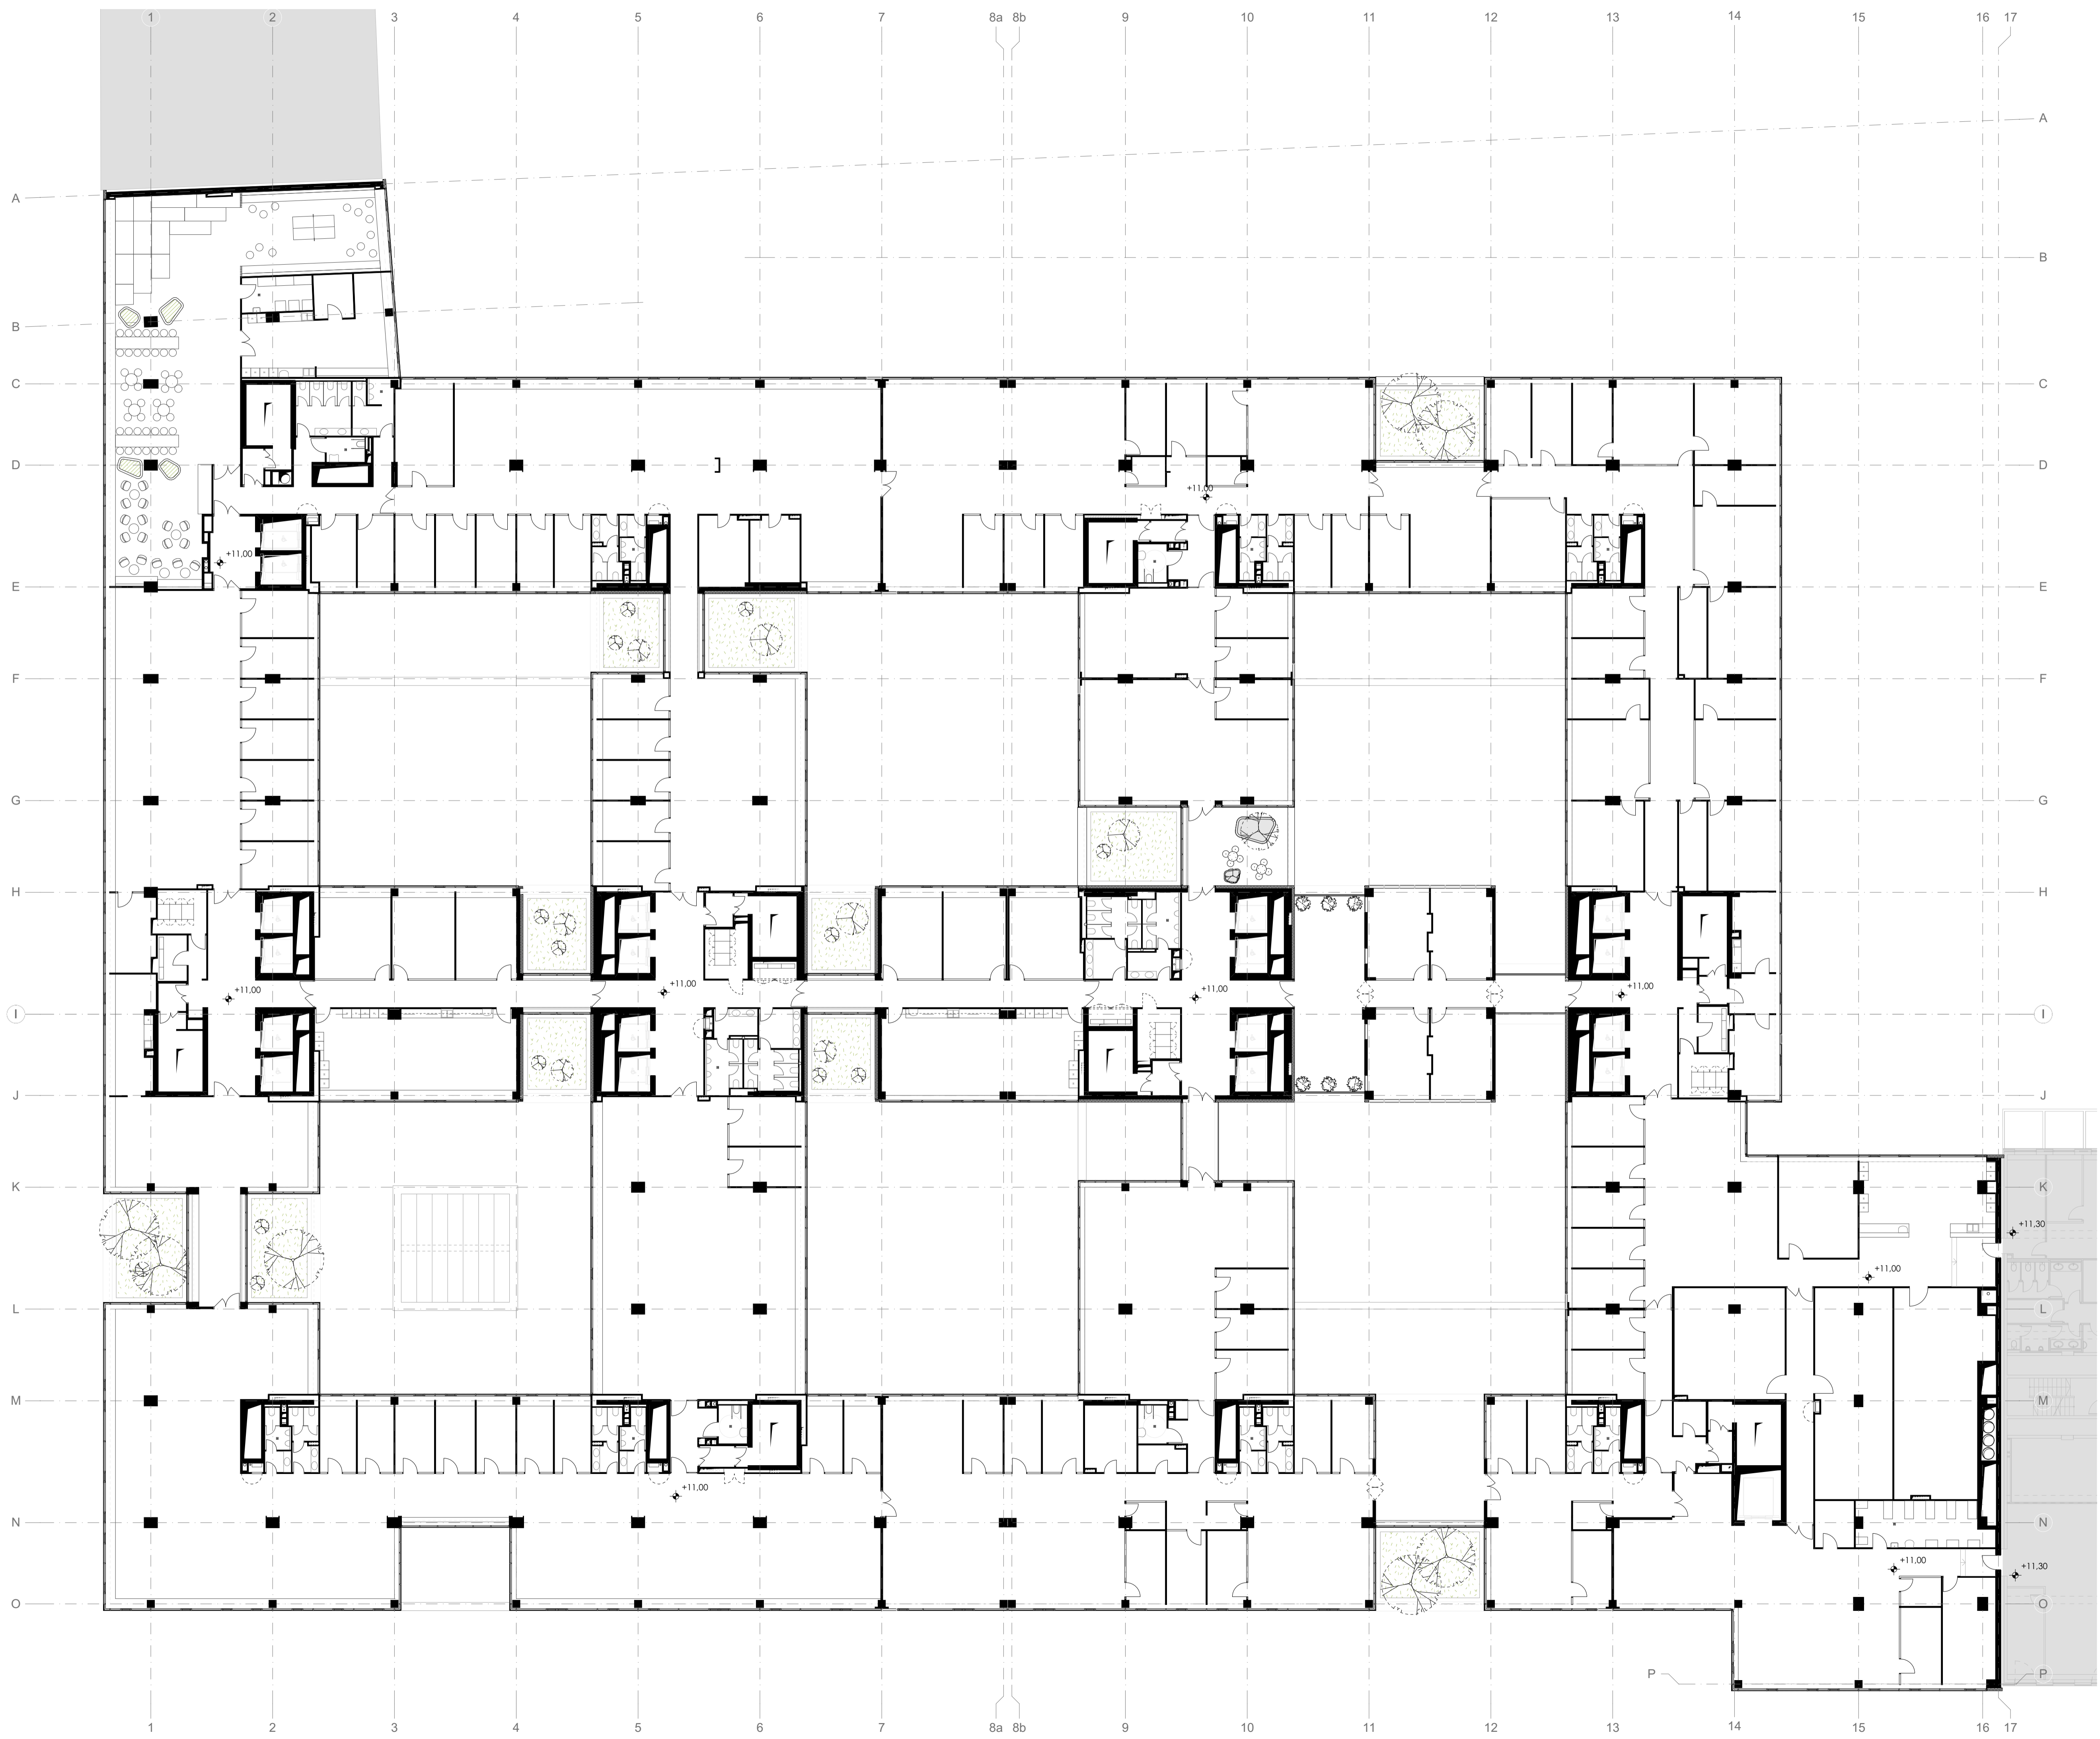 1 2 3 4 5 6 7 8a 8b 9 10 11 12 13 14 15 16 17
A
A
B
B
C C
D D
+11,00
+11,00
E E
F F
G G
H H
+11,00
+11,00
+11,00
+11,00
I I
J J
K K
+11,30
+11,00
L L
M M
+11,00
N N
+11,00
+11,30
O O
P P
1 2 3 4 5 6 7 8a 8b 9 10 11 12 13 14 15 16 17